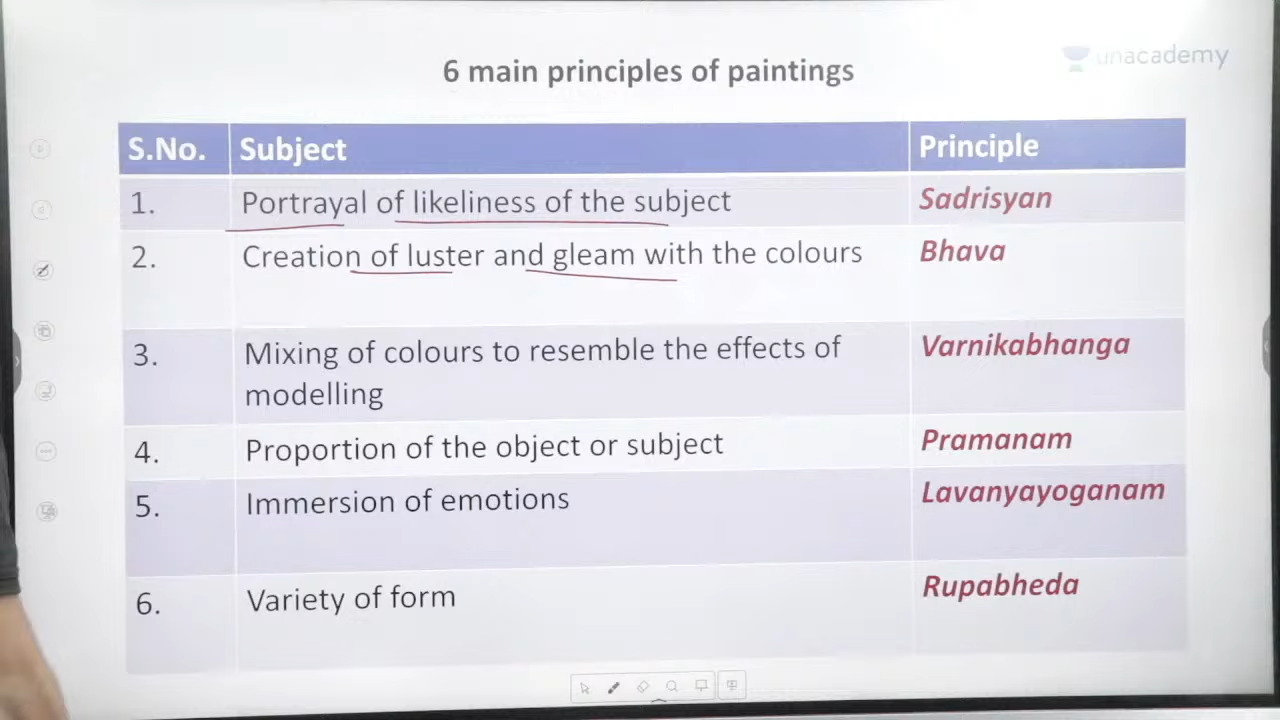 unacademy
6 main principles of paintings
S.No. Subject Principle
1. Portrayal of likeliness of the subject Sadrisyan
2. Creation of luster and gleam with the colours Bhava
3. Mixing of colours to resemble the effects of Varnikabhanga
modelling
4. Proportion of the object or subject Pramanam
5. Immersion of emotions Lavanyayoganam
6. Variety of form Rupabheda